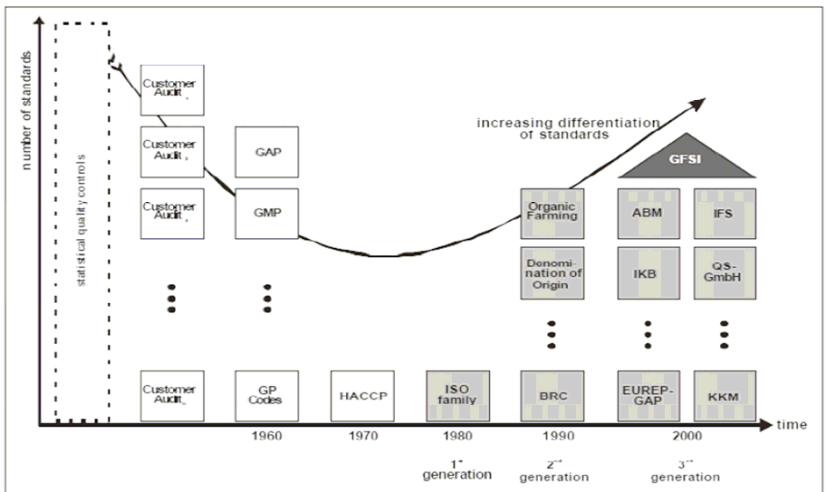 number of standards
statistical quality controls
Customer
Audit
Customer
Audit
Customer
Audit
Customer
Audit
GAP
GMP
GP
Codes
HACCP
ISO
family
increasing differentiation
of standards
Organic
Farming
Denomi-
nation of
Origin
BRC
GFSI
ABM
IFS
IKB
QS-
GmbH
EUREP-
GAP
KKM
time
1960
1970
1980
1990
2000
1st
generation
2nd
generation
3rd
generation